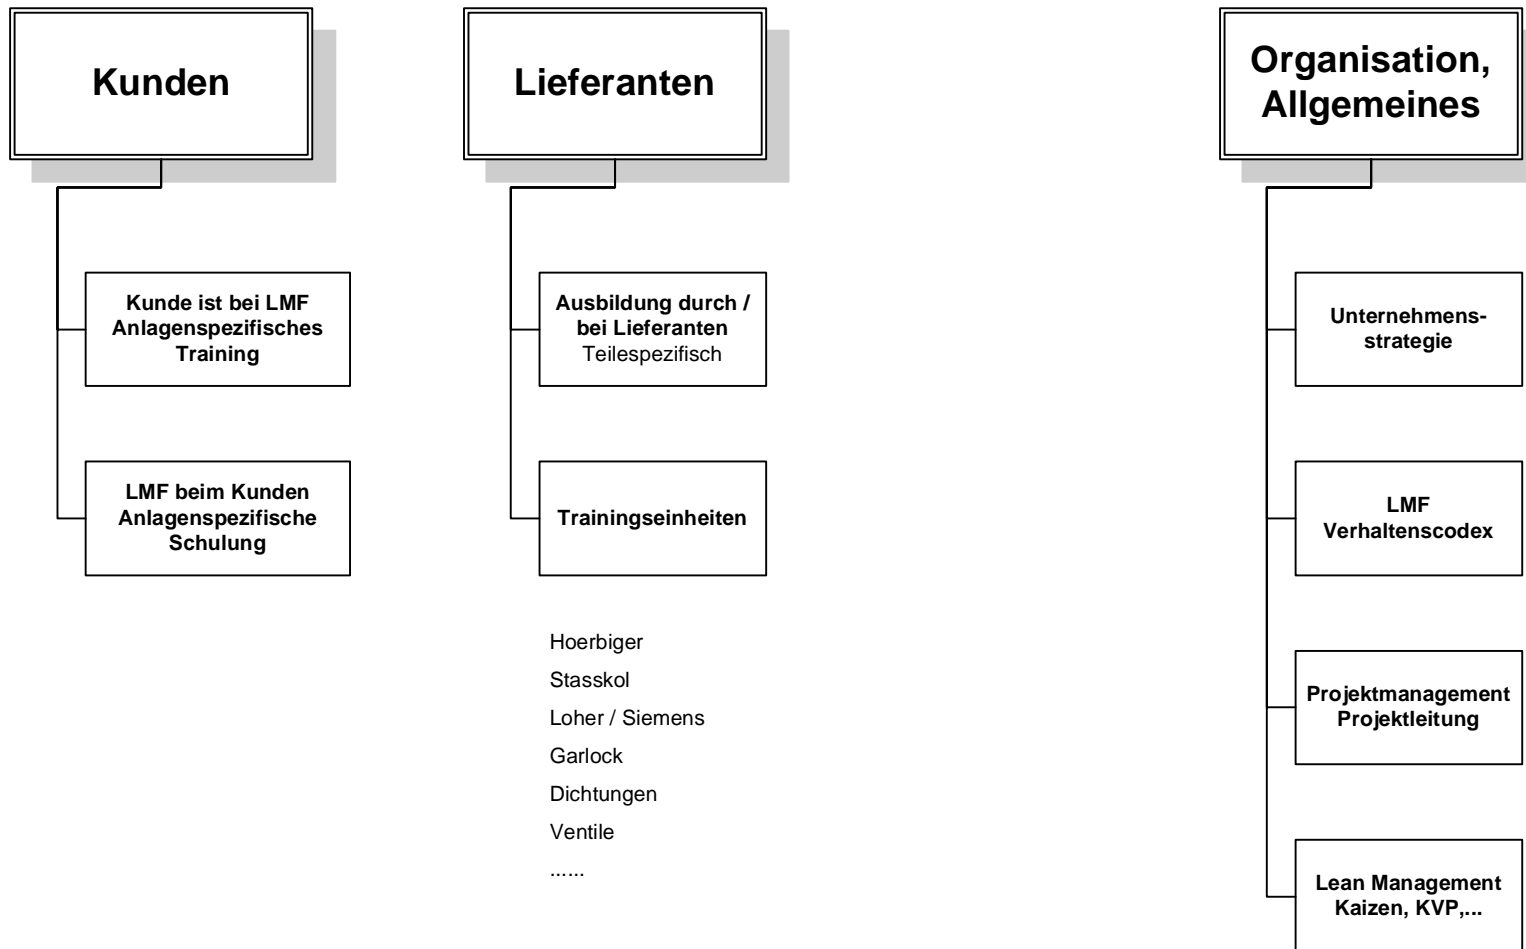 Kunden
Kunde ist bei LMF
Anlagenspezifisches
Training
LMF beim Kunden
Anlagenspezifische
Schulung
Lieferanten
Ausbildung durch /
bei Lieferanten
Teilespezifisch
Trainingseinheiten
Hoerbiger
Stasskol
Loher / Siemens
Garlock
Dichtungen
Ventile
......
Organisation,
Allgemeines
Unternehmens-
strategie
LMF
Verhaltenscodex
Projektmanagement
Projektleitung
Lean Management
Kaizen, KVP,...